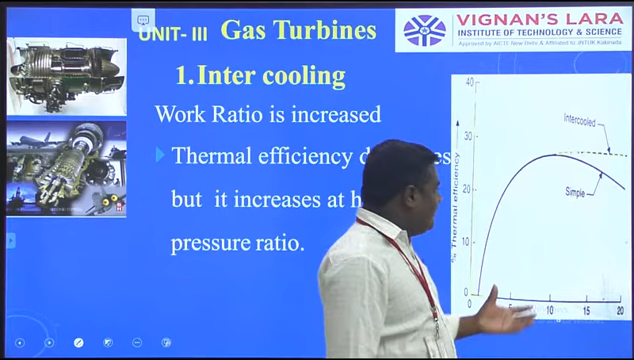 UNIT- III Gas Turbines
VIGNAN'S LARA
INSTITUTE OF TECHNOLOGY & SCIENCE
Approved by AICTE New Delhi & Affiliated to JNTUK Kakinada
1.Inter cooling
Work Ratio is increased
Thermal efficiency d es
but it increases at h
pressure ratio.
40
30
20
10
0
% Thermal efficiency
Intercooled
Simple
0
5
10
15
20